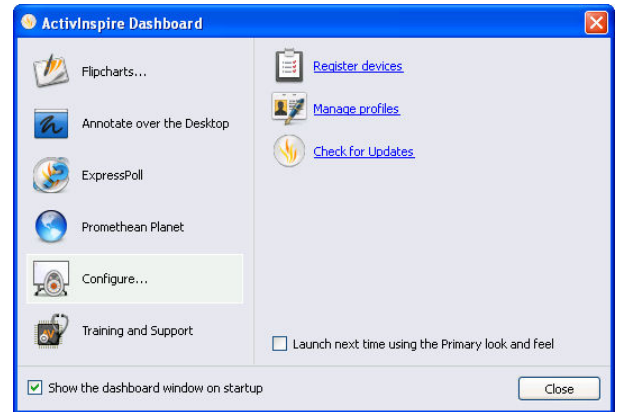 ActivInspire Dashboard
Flipcharts...
Annotate over the Desktop
ExpressPoll
Promethean Planet
Configure...
Training and Support
Register devices
Manage profiles
Check for Updates
Launch next time using the Primary look and feel
Show the dashboard window on startup
Close